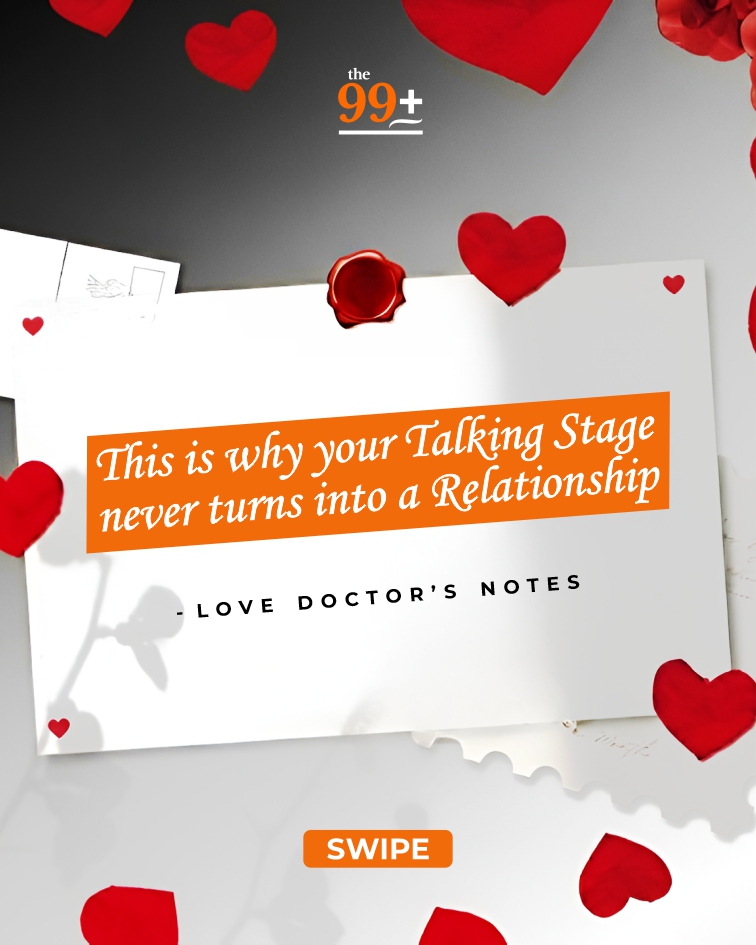 the
99+
This is why your Talking Stage
never turns into a Relationship
- LOVE DOCTOR’S NOTES
SWIPE